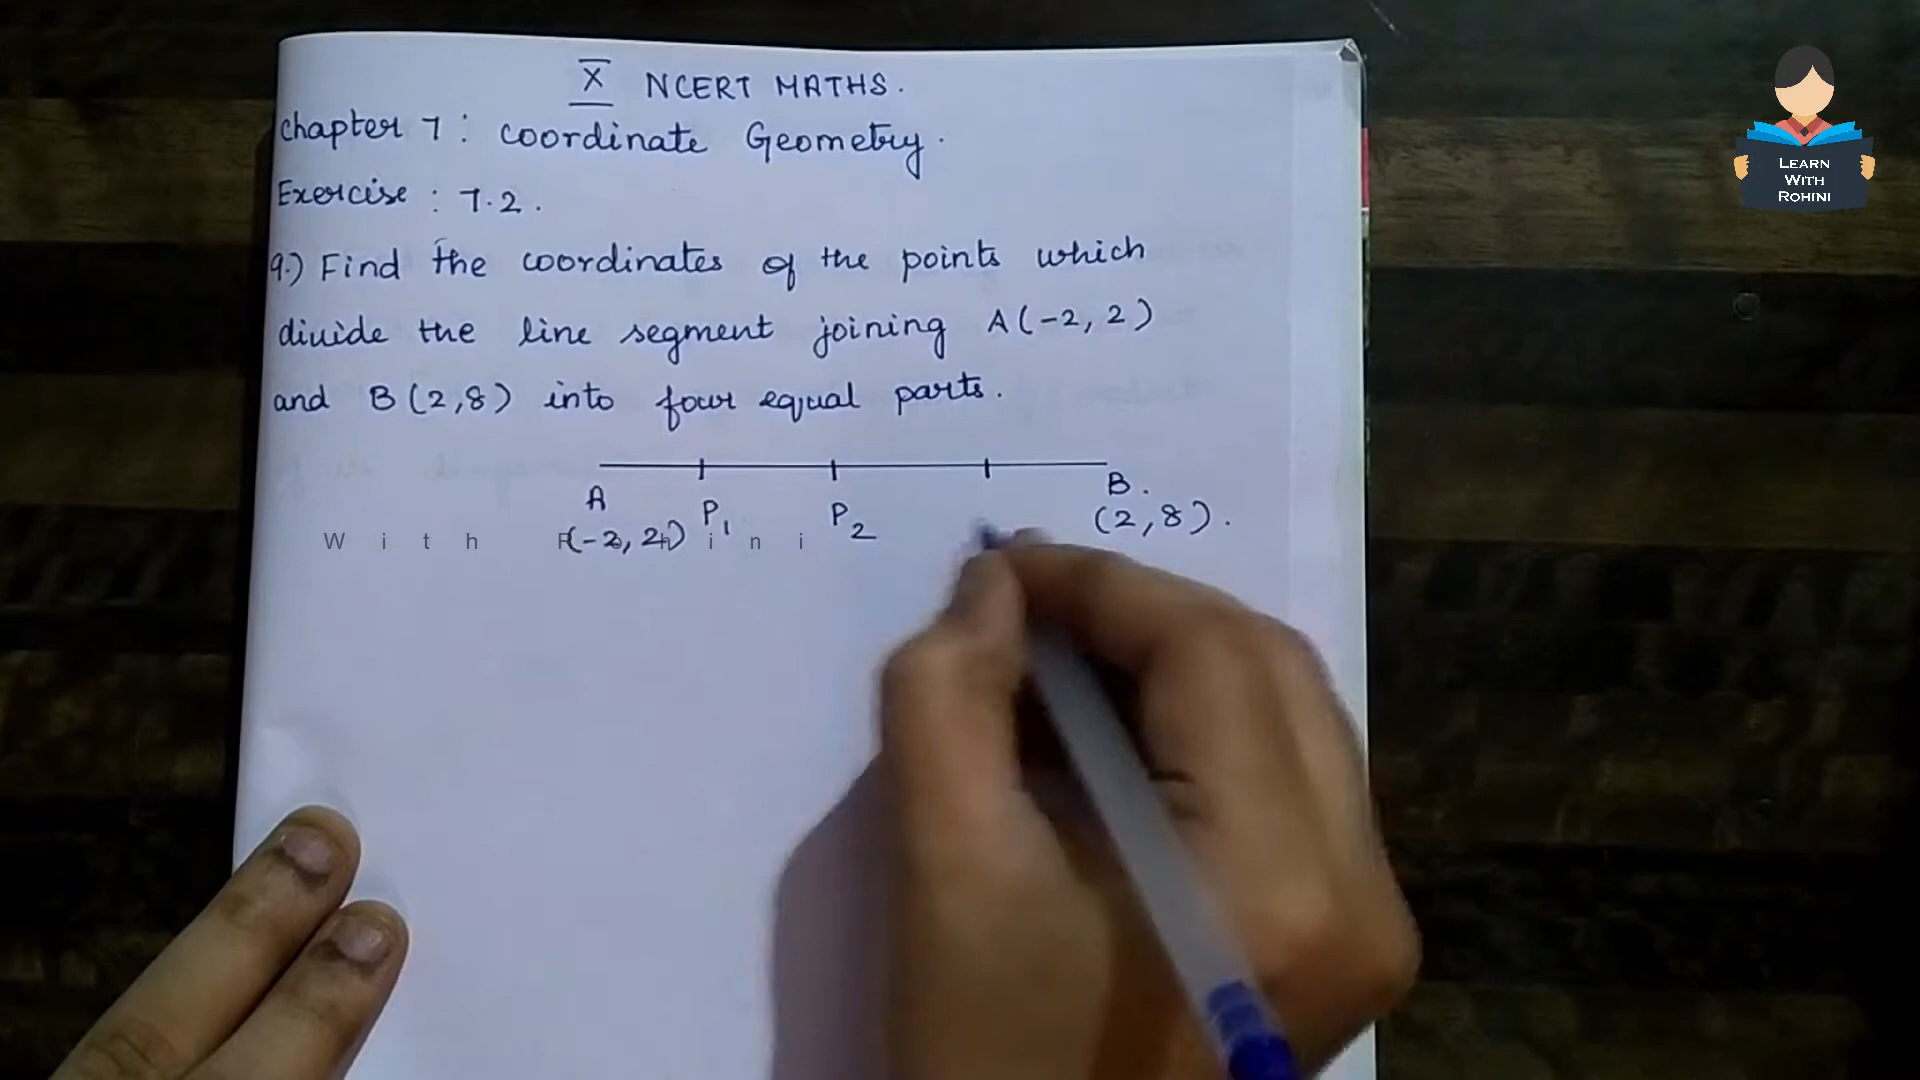 X NCERT MATHS.
Chapter 7: Coordinate Geometry.
Exercise: 7.2.
9.) Find the coordinates of the points which
divide the line segment joining A(-2, 2)
and B(2,8) into four equal parts.
A P1 P2 B.
(-2, 2) (2,8).
With Rohini
LEARN
WITH
ROHINI